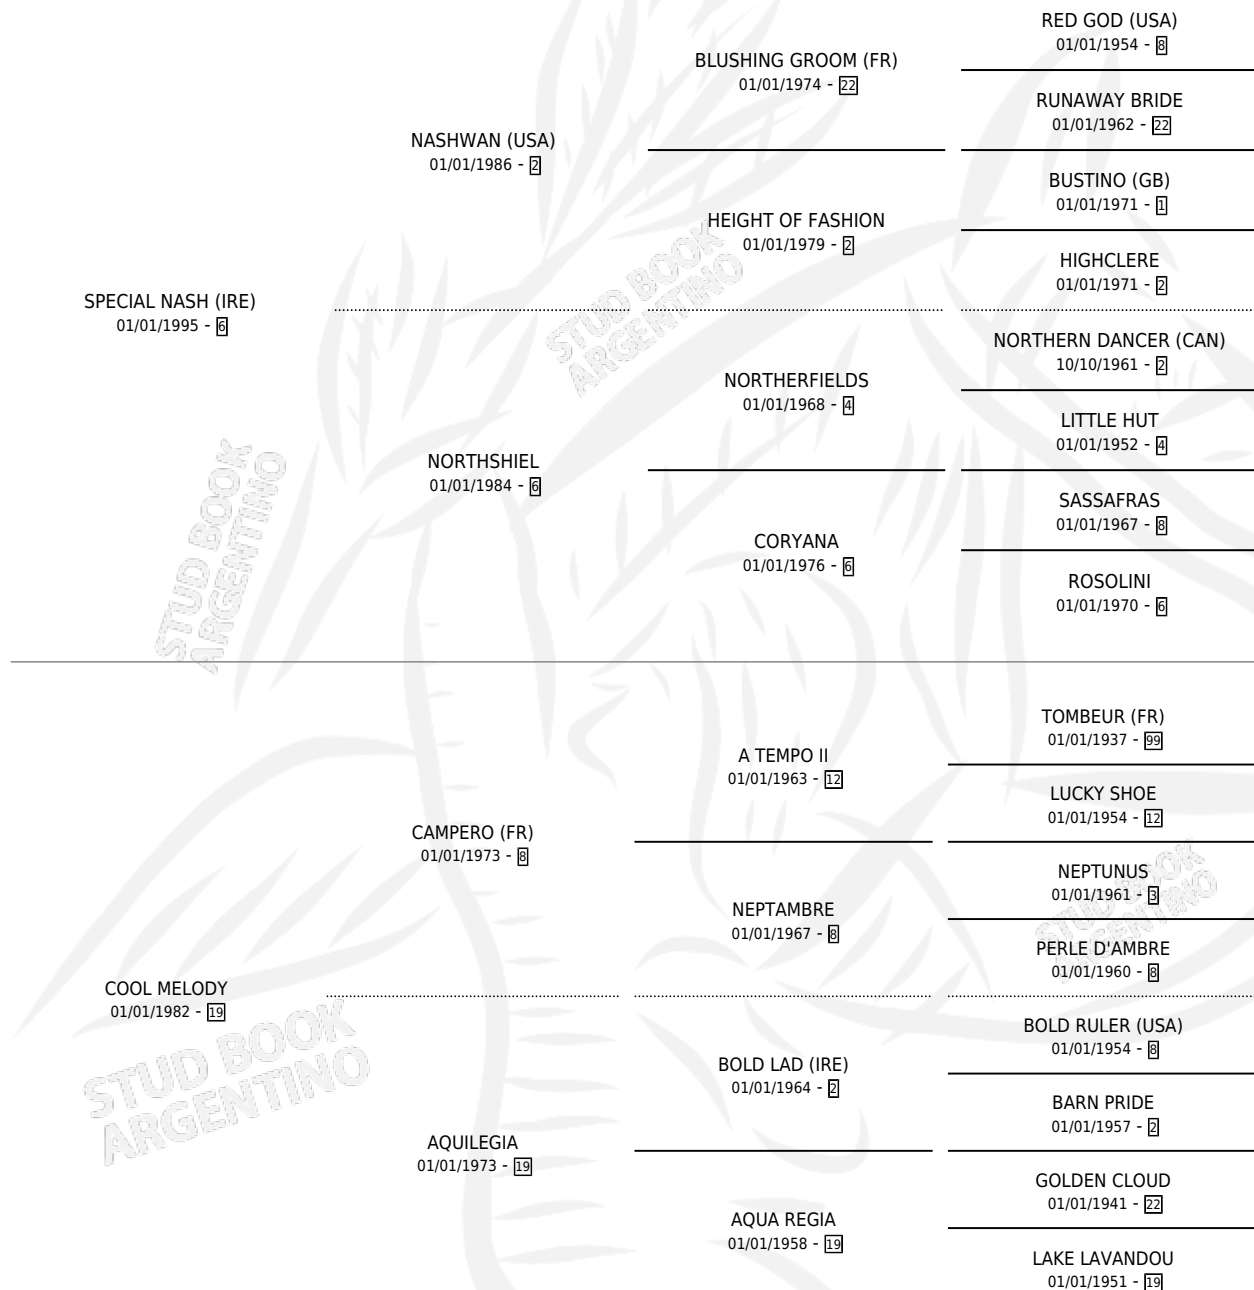 RED GOD (USA)
01/01/1954 - 8
BLUSHING GROOM (FR)
01/01/1974 - 22
RUNAWAY BRIDE
01/01/1962 - 22
NASHWAN (USA)
01/01/1986 - 2
BUSTINO (GB)
01/01/1971 - 1
HEIGHT OF FASHION
01/01/1979 - 2
HIGHCLERE
01/01/1971 - 2
SPECIAL NASH (IRE)
01/01/1995 - 6
NORTHERN DANCER (CAN)
10/10/1961 - 2
NORTHERFIELDS
01/01/1968 - 4
LITTLE HUT
01/01/1952 - 4
NORTHSHIEL
01/01/1984 - 6
SASSAFRAS
01/01/1967 - 8
CORYANA
01/01/1976 - 6
ROSOLINI
01/01/1970 - 6
TOMBEUR (FR)
01/01/1937 - 99
A TEMPO II
01/01/1963 - 12
LUCKY SHOE
01/01/1954 - 12
CAMPERO (FR)
01/01/1973 - 8
NEPTUNUS
01/01/1961 - 3
NEPTAMBRE
01/01/1967 - 8
PERLE D'AMBRE
01/01/1960 - 8
COOL MELODY
01/01/1982 - 19
BOLD RULER (USA)
01/01/1954 - 8
BOLD LAD (IRE)
01/01/1964 - 2
BARN PRIDE
01/01/1957 - 2
AQUILEGIA
01/01/1973 - 19
GOLDEN CLOUD
01/01/1941 - 22
AQUA REGIA
01/01/1958 - 19
LAKE LAVANDOU
01/01/1951 - 19
STUD BOOK
ARGENTINO
STUD BOOK
ARGENTINO
STUD BOOK
ARGENTINO
STUD BOOK
ARGENTINO